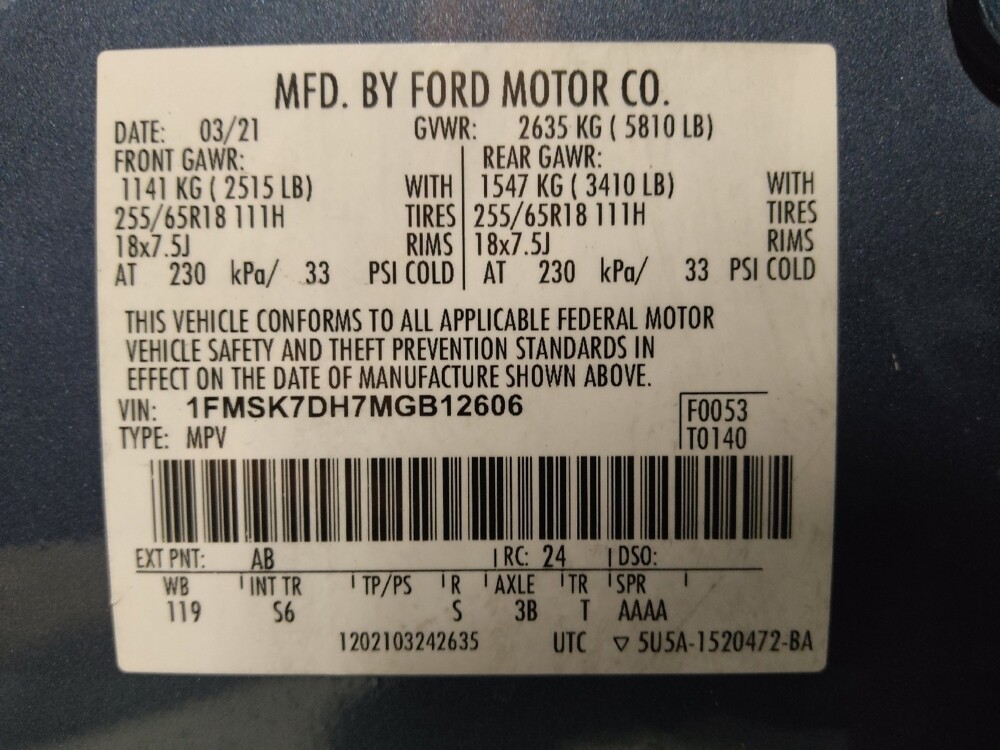 MFD. BY FORD MOTOR CO.
DATE: 03/21 GVWR: 2635 KG ( 5810 LB)
FRONT GAWR: REAR GAWR:
1141 KG ( 2515 LB) WITH 1547 KG ( 3410 LB) WITH
255/65R18 111H TIRES 255/65R18 111H TIRES
18x7.5J RIMS 18x7.5J RIMS
AT 230 kPa/ 33 PSI COLD AT 230 kPa/ 33 PSI COLD
THIS VEHICLE CONFORMS TO ALL APPLICABLE FEDERAL MOTOR
VEHICLE SAFETY AND THEFT PREVENTION STANDARDS IN
EFFECT ON THE DATE OF MANUFACTURE SHOWN ABOVE.
VIN: 1FMSK7DH7MGB12606 F0053
TYPE: MPV T0140
EXT PNT: AB RC: 24 DSO:
WB INT TR TP/PS R AXLE TR SPR
119 S6 S 3B T AAAA
1202103242635 UTC ▽ 5U5A-1520472-BA